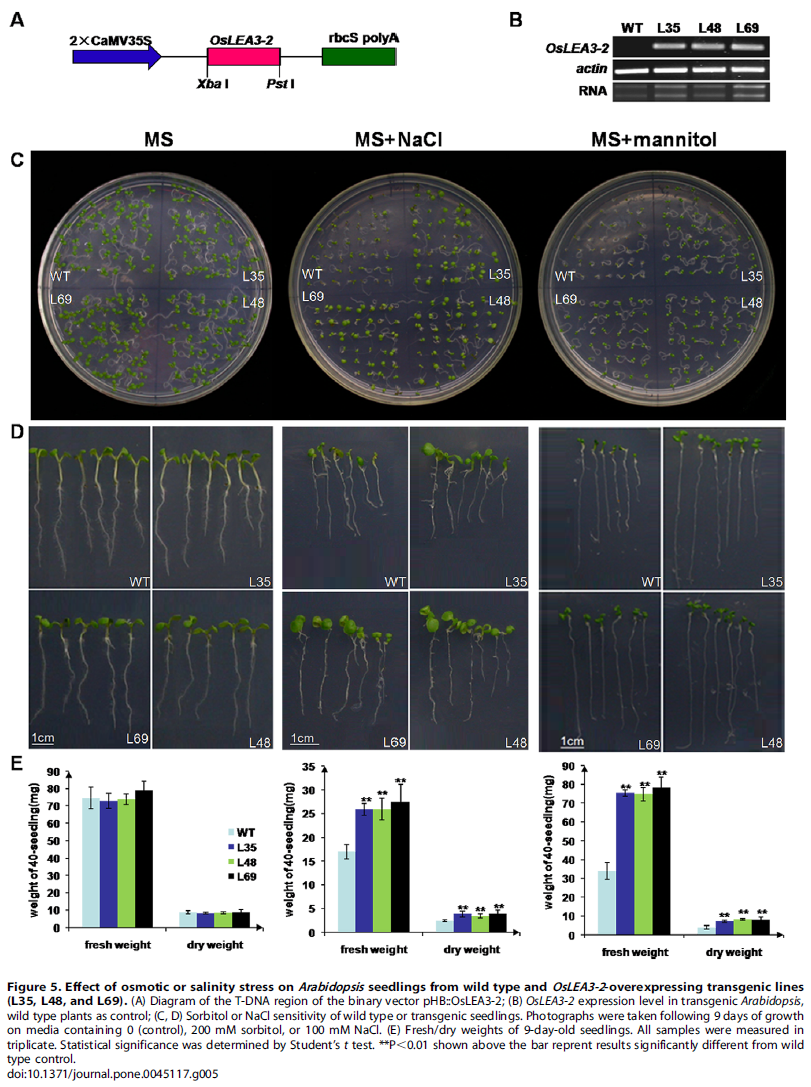 A
2×CaMV35S OsLEA3-2 rbcS polyA
Xba I Pst I
B
WT L35 L48 L69
OsLEA3-2
actin
RNA
MS MS+NaCl MS+mannitol
C
WT L35
L69 L48
WT L35
L69 L48
WT L35
L69 L48
D
WT L35
L69 L48
1cm
WT L35
L69 L48
1cm
WT L35
L69 L48
1cm
E
weight of 40-seeding(mg)
90
80
70
60
50
40
30
20
10
0
WT
L35
L48
L69
fresh weight dry weight
weight of 40-seeding(mg)
35
30
25
20
15
10
5
0
** ** **
** ** **
fresh weight dry weight
weight of 40-seeding(mg)
90
80
70
60
50
40
30
20
10
0
** ** **
** ** **
fresh weight dry weight
Figure 5. Effect of osmotic or salinity stress on Arabidopsis seedlings from wild type and OsLEA3-2-overexpressing transgenic lines
(L35, L48, and L69). (A) Diagram of the T-DNA region of the binary vector pHB::OsLEA3-2; (B) OsLEA3-2 expression level in transgenic Arabidopsis,
wild type plants as control; (C, D) Sorbitol or NaCl sensitivity of wild type or transgenic seedlings. Photographs were taken following 9 days of growth
on media containing 0 (control), 200 mM sorbitol, or 100 mM NaCl. (E) Fresh/dry weights of 9-day-old seedlings. All samples were measured in
triplicate. Statistical significance was determined by Student's t test. **P<0.01 shown above the bar reprent results significantly different from wild
type control.
doi:10.1371/journal.pone.0045117.g005